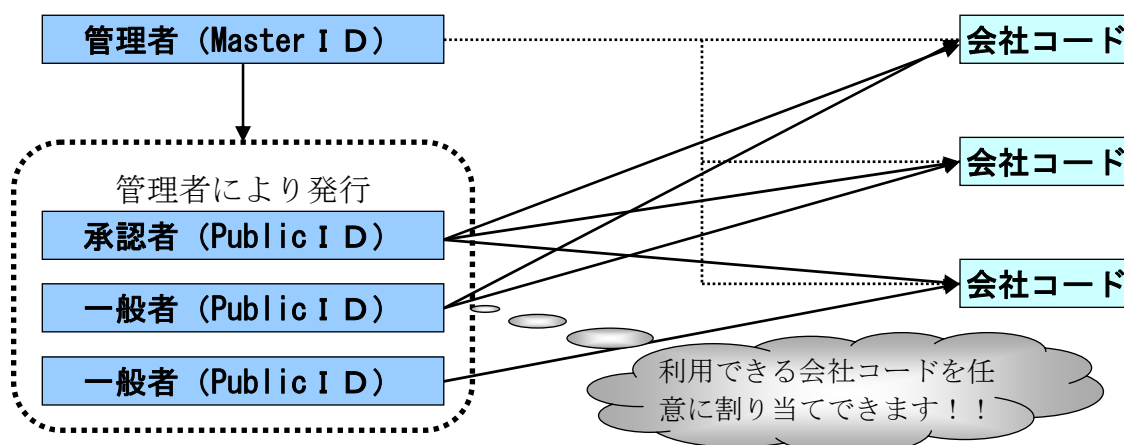 管理者（MasterＩＤ）
会社コード
管理者により発行
会社コード
承認者（PublicＩＤ）
一般者（PublicＩＤ）
会社コード
一般者（PublicＩＤ）
利用できる会社コードを任
意に割り当てできます！！